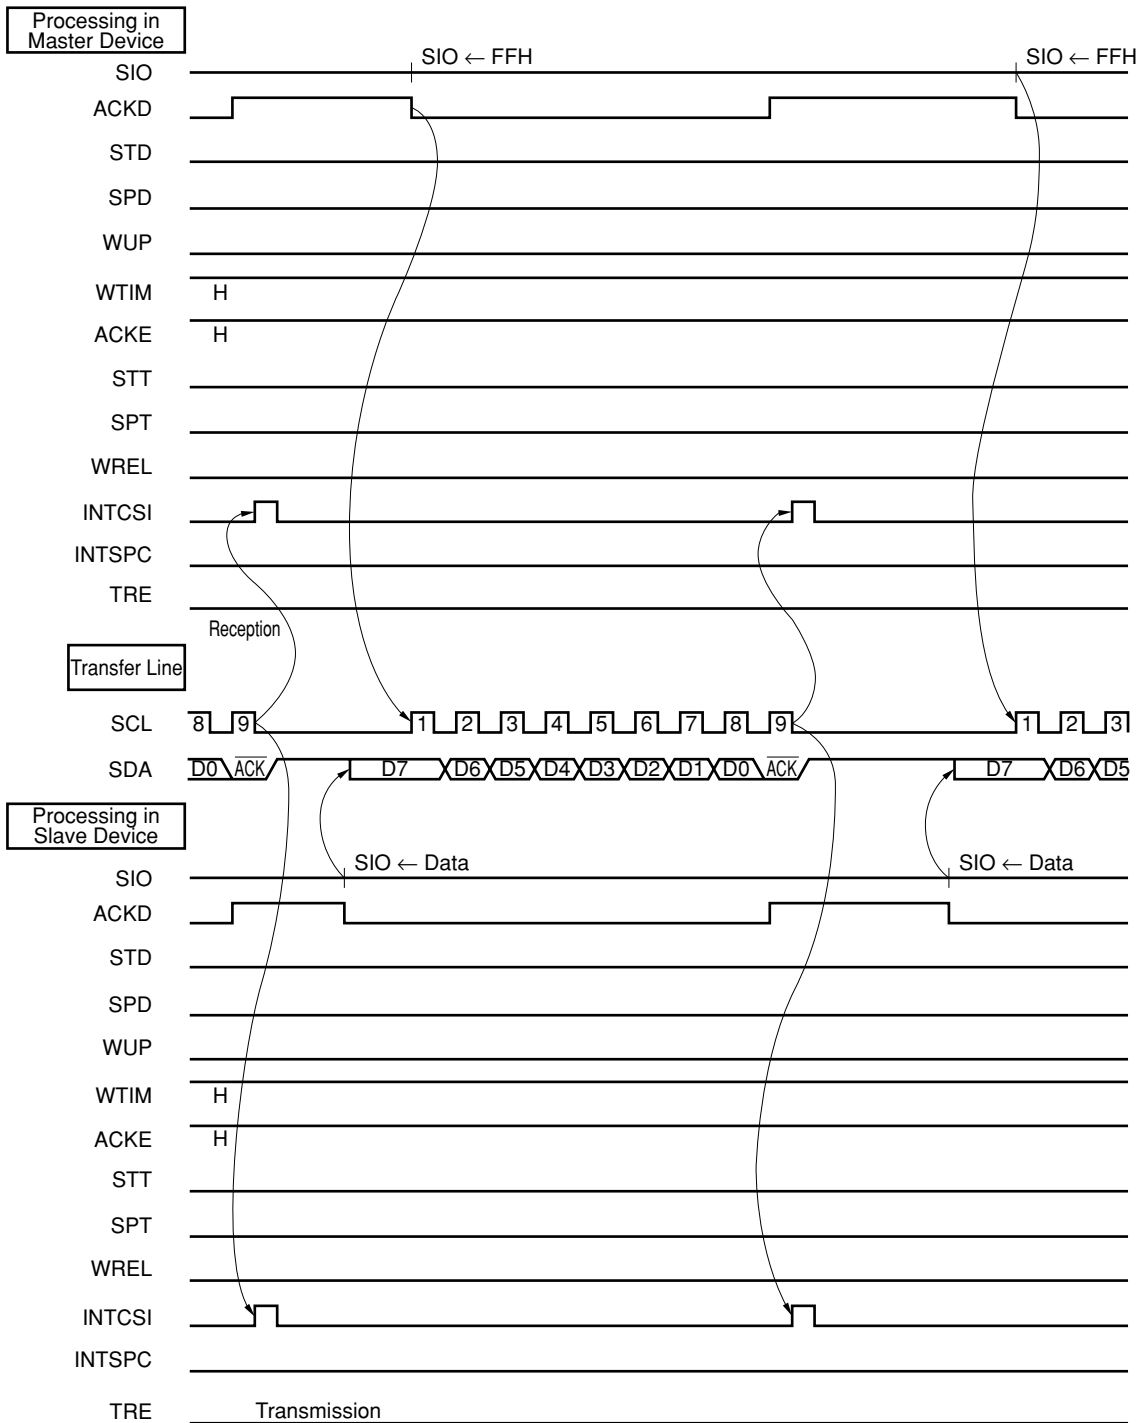 Processing in
Master Device
SIO
SIO ← FFH
SIO ← FFH
ACKD
STD
SPD
WUP
WTIM
H
ACKE
H
STT
SPT
WREL
INTCSI
INTSPC
TRE
Reception
Transfer Line
SCL
8 9 1 2 3 4 5 6 7 8 9 1 2 3
SDA
D0 ACK D7 D6 D5 D4 D3 D2 D1 D0 ACK D7 D6 D5
Processing in
Slave Device
SIO
SIO ← Data
SIO ← Data
ACKD
STD
SPD
WUP
WTIM
H
ACKE
H
STT
SPT
WREL
INTCSI
INTSPC
TRE
Transmission